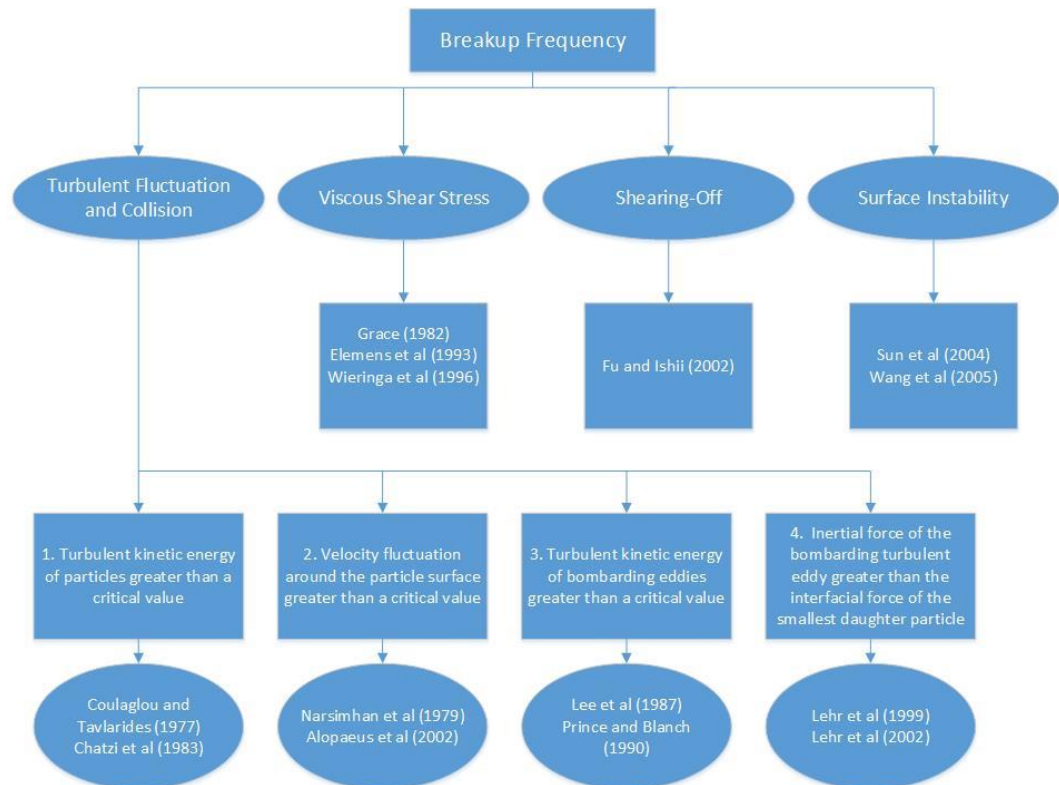 Breakup Frequency
Turbulent Fluctuation
and Collision
Viscous Shear Stress
Shearing-Off
Surface Instability
Grace (1982)
Elemens et al (1993)
Wieringa et al (1996)
Fu and Ishii (2002)
Sun et al (2004)
Wang et al (2005)
1. Turbulent kinetic energy
of particles greater than a
critical value
2. Velocity fluctuation
around the particle surface
greater than a critical value
3. Turbulent kinetic energy
of bombarding eddies
greater than a critical value
4. Inertial force of the
bombarding turbulent
eddy greater than the
interfacial force of the
smallest daughter particle
Coulaglou and
Tavlarides (1977)
Chatzi et al (1983)
Narsimhan et al (1979)
Alopaeus et al (2002)
Lee et al (1987)
Prince and Blanch
(1990)
Lehr et al (1999)
Lehr et al (2002)